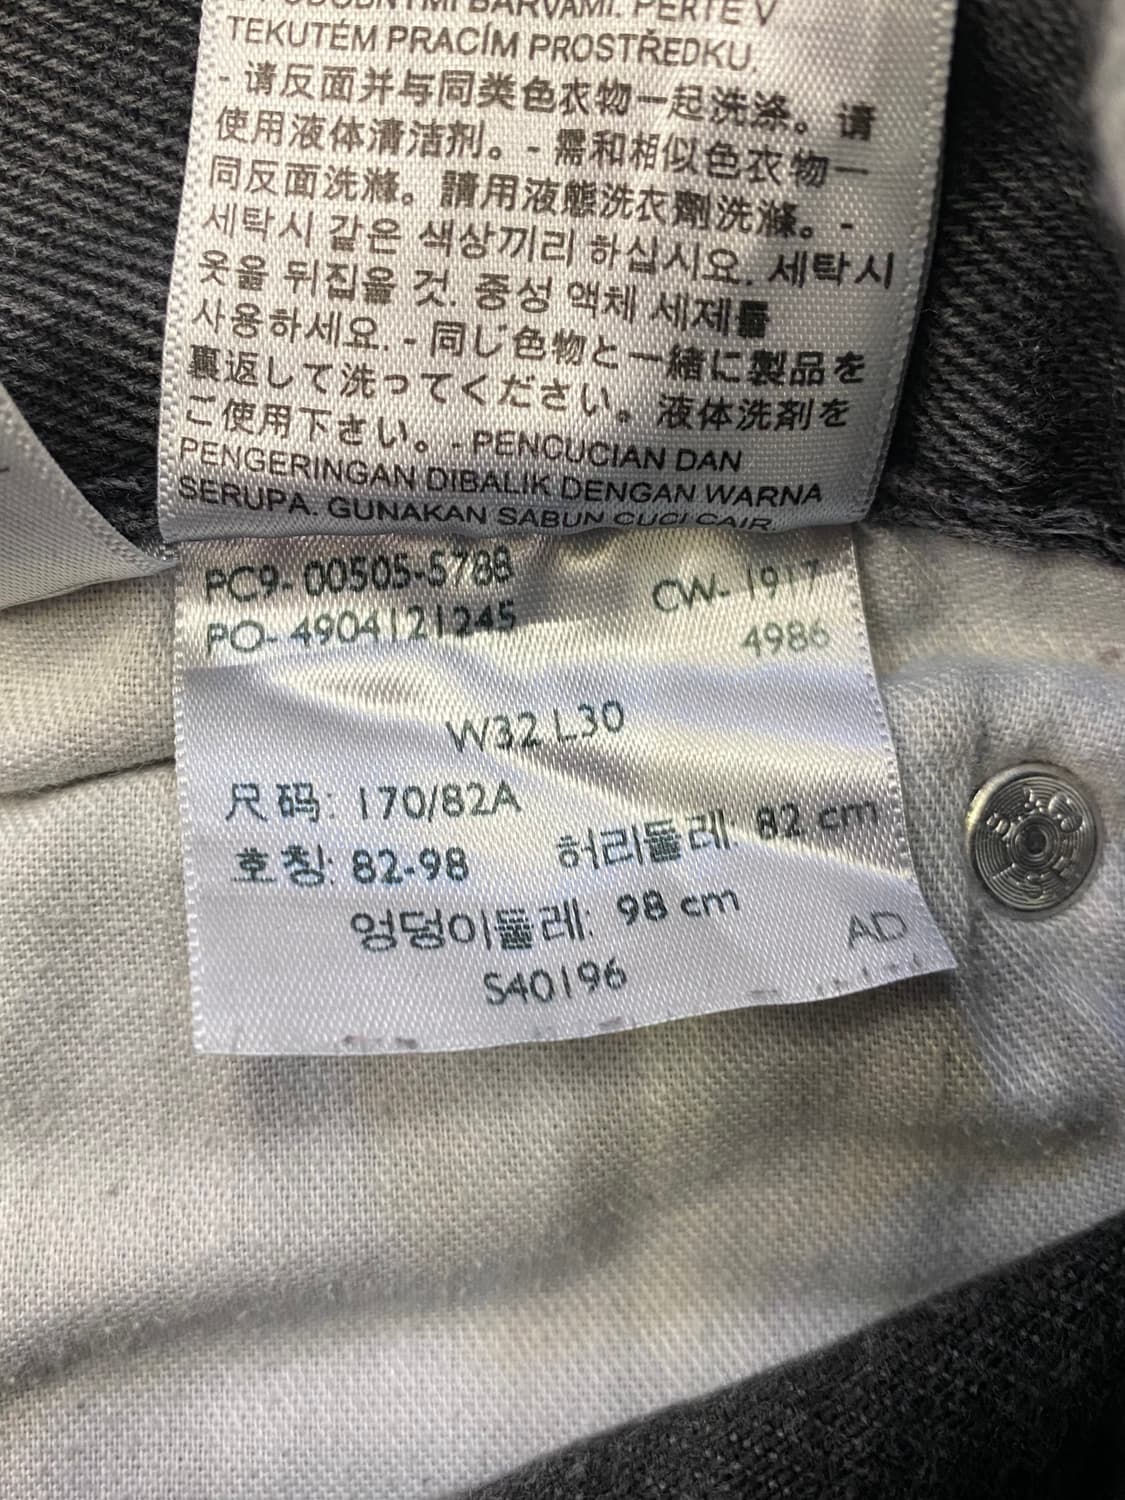 PODOBNÝMI BARVAMI. PERTE V
TEKUTÉM PRACÍM PROSTŘEDKU.
- 请反面并与同类色衣物一起洗涤。请
使用液体清洁剂。- 需和相似色衣物一
同反面洗滌。請用液態洗衣劑洗滌。-
세탁시 같은 색상끼리 하십시요. 세탁시
옷을 뒤집을 것. 중성 액체 세제를
사용하세요. - 同じ色物と一緒に製品を
裏返して洗ってください。液体洗剤を
ご使用下さい。- PENCUCIAN DAN
PENGERINGAN DIBALIK DENGAN WARNA
SERUPA. GUNAKAN SABUN CUCI CAIR.
PC9- 00505-5788 CW- 1917
PO- 4904121245 4986
W32 L30
尺码: 170/82A
호칭: 82-98 허리둘레: 82 cm
엉덩이둘레: 98 cm
AD
S40196